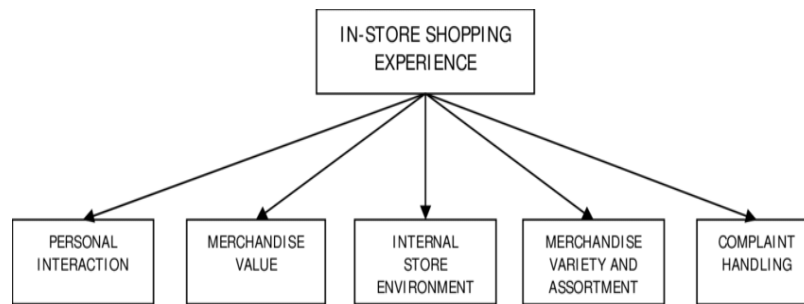 IN-STORE SHOPPING
EXPERIENCE
PERSONAL
INTERACTION
MERCHANDISE
VALUE
INTERNAL
STORE
ENVIRONMENT
MERCHANDISE
VARIETY AND
ASSORTMENT
COMPLAINT
HANDLING